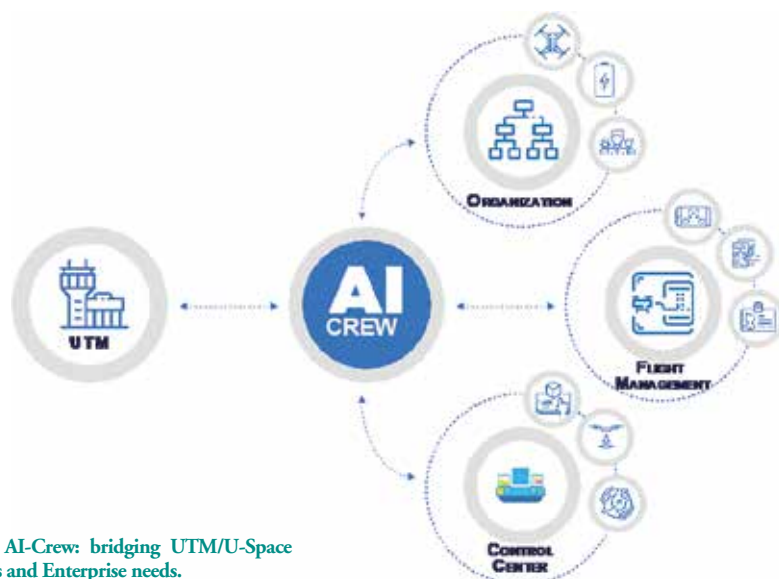 ORGANIZATION
UTM
AI
CREW
FLIGHT
MANAGEMENT
CONTROL
CENTER
AI-Crew: bridging UTM/U-Space
s and Enterprise needs.